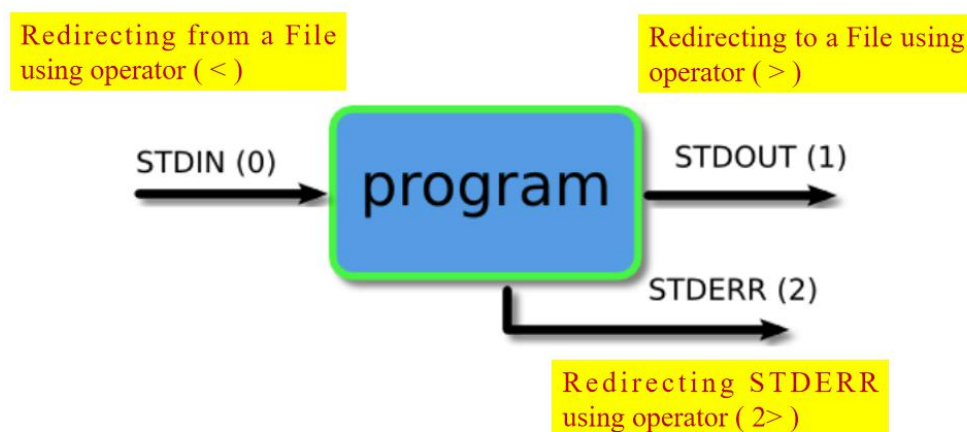 Redirecting from a File
using operator ( < )
Redirecting to a File using
operator ( > )
STDIN (0)
program
STDOUT (1)
STDERR (2)
Redirecting STDERR
using operator ( 2> )